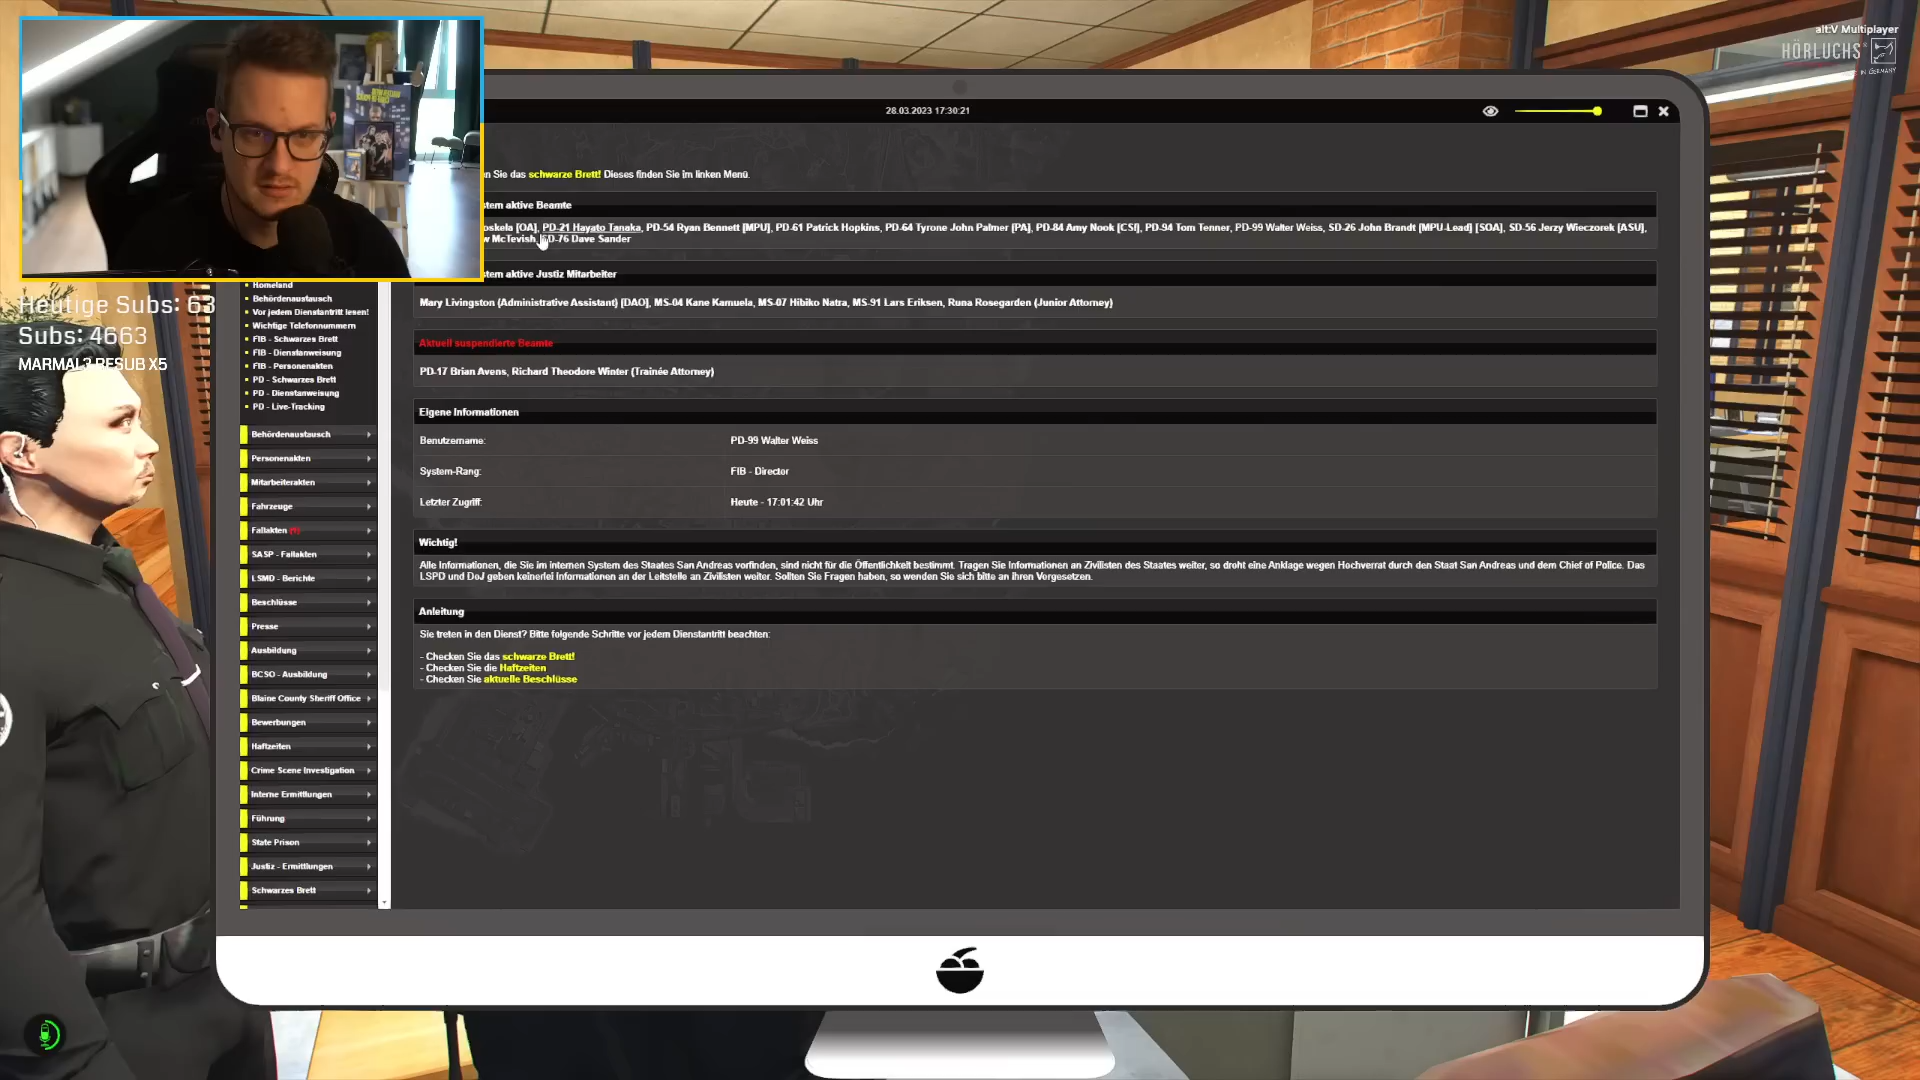 alt:V Multiplayer
HÖRLUCHS
IN GERMANY
28.03.2023 17:30:21
Sie das schwarze Brett! Dieses finden Sie im linken Menü.
aktive Beamte
[OA], PD-21 Hayato Tanaka, PD-54 Ryan Bennett [MPU], PD-61 Patrick Hopkins, PD-64 Tyrone John Palmer [PA], PD-84 Amy Nook [CSI], PD-94 Tom Tenner, PD-99 Walter Weiss, SD-26 John Brandt [MPU-Lead] [SOA], SD-56 Jerzy Wieczorek [ASU],
McTevish, SD-76 Dave Sander
aktive Justiz Mitarbeiter
Mary Livingston (Administrative Assistant) [DAO], MS-04 Kane Kamuela, MS-07 Hibiko Natra, MS-91 Lars Eriksen, Runa Rosegarden (Junior Attorney)
Aktuell suspendierte Beamte
PD-17 Brian Avens, Richard Theodore Winter (Trainée Attorney)
Eigene Informationen
Benutzername: PD-99 Walter Weiss
System-Rang: FIB - Director
Letzter Zugriff: Heute - 17:01:42 Uhr
Wichtig!
Alle Informationen, die Sie im internen System des Staates San Andreas vorfinden, sind nicht für die Öffentlichkeit bestimmt. Tragen Sie Informationen an Zivilisten des Staates weiter, so droht eine Anklage wegen Hochverrat durch den Staat San Andreas und dem Chief of Police. Das
LSPD und DoJ geben keinerlei Informationen an der Leitstelle an Zivilisten weiter. Sollten Sie Fragen haben, so wenden Sie sich bitte an ihren Vorgesetzen.
Anleitung
Sie treten in den Dienst? Bitte folgende Schritte vor jedem Dienstantritt beachten:
- Checken Sie das schwarze Brett!
- Checken Sie die Haftzeiten
- Checken Sie aktuelle Beschlüsse
Homeland
Behördenaustausch
Vor jedem Dienstantritt lesen!
Wichtige Telefonnummern
FIB - Schwarzes Brett
FIB - Dienstanweisung
FIB - Personenakten
PD - Schwarzes Brett
PD - Dienstanweisung
PD - Live-Tracking
Behördenaustausch
Personenakten
Mitarbeiterakten
Fahrzeuge
Fallakten (1)
SASP - Fallakten
LSMD - Berichte
Beschlüsse
Presse
Ausbildung
BCSO - Ausbildung
Blaine County Sheriff Office
Bewerbungen
Haftzeiten
Crime Scene Investigation
Interne Ermittlungen
Führung
State Prison
Justiz - Ermittlungen
Schwarzes Brett
Heutige Subs: 63
Subs: 4663
MARMAL? RESUB X5